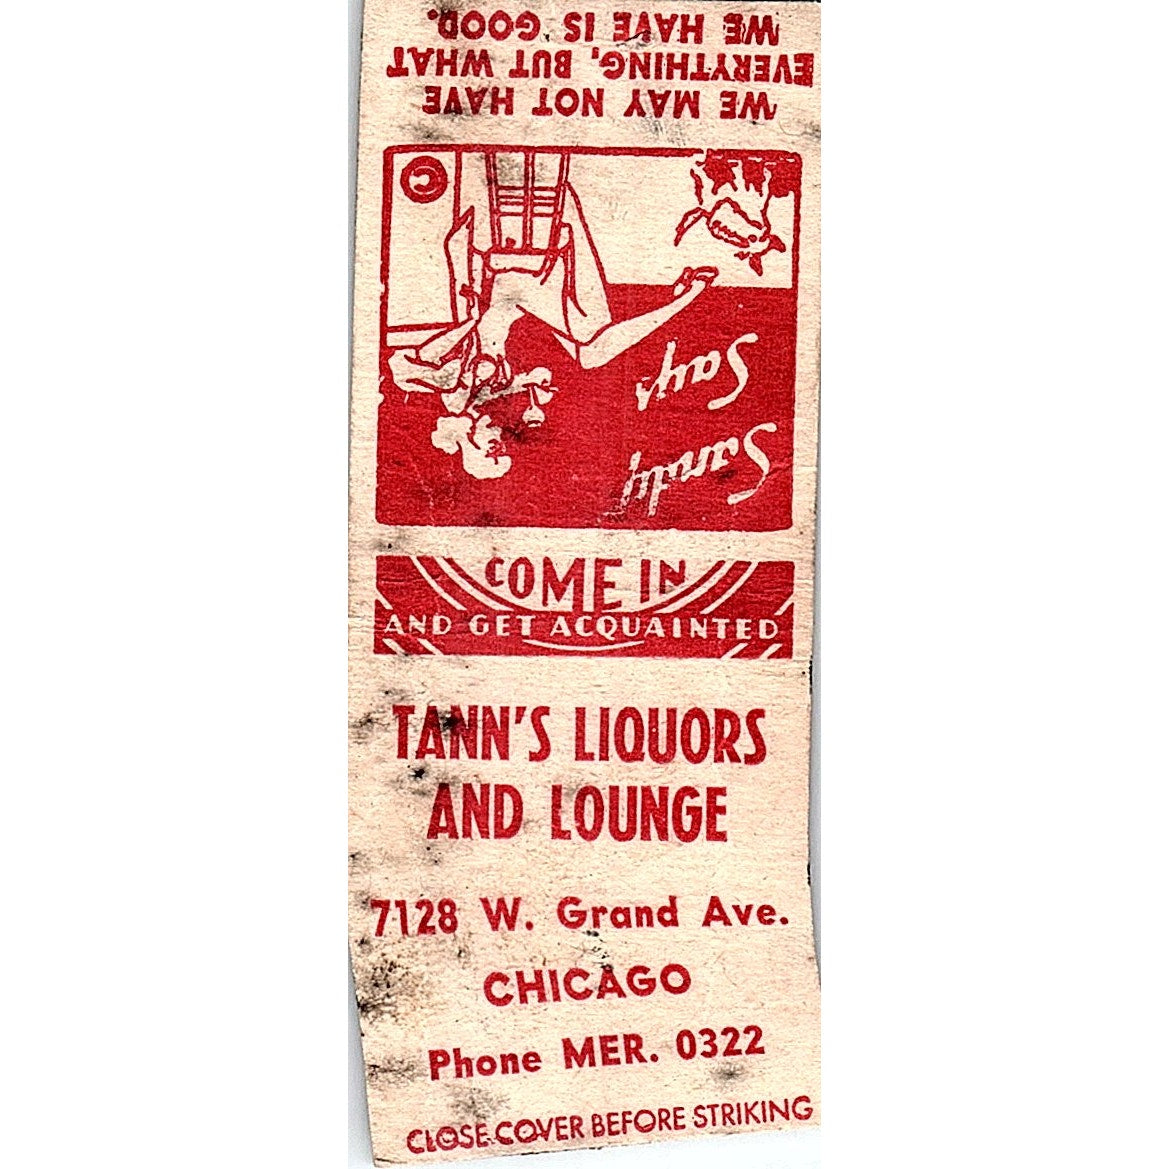 WE MAY NOT HAVE
EVERYTHING, BUT WHAT
WE HAVE IS GOOD.
C
Sandy
Says
COME IN
AND GET ACQUAINTED
TANN'S LIQUORS
AND LOUNGE
7128 W. Grand Ave.
CHICAGO
Phone MER. 0322
CLOSE COVER BEFORE STRIKING